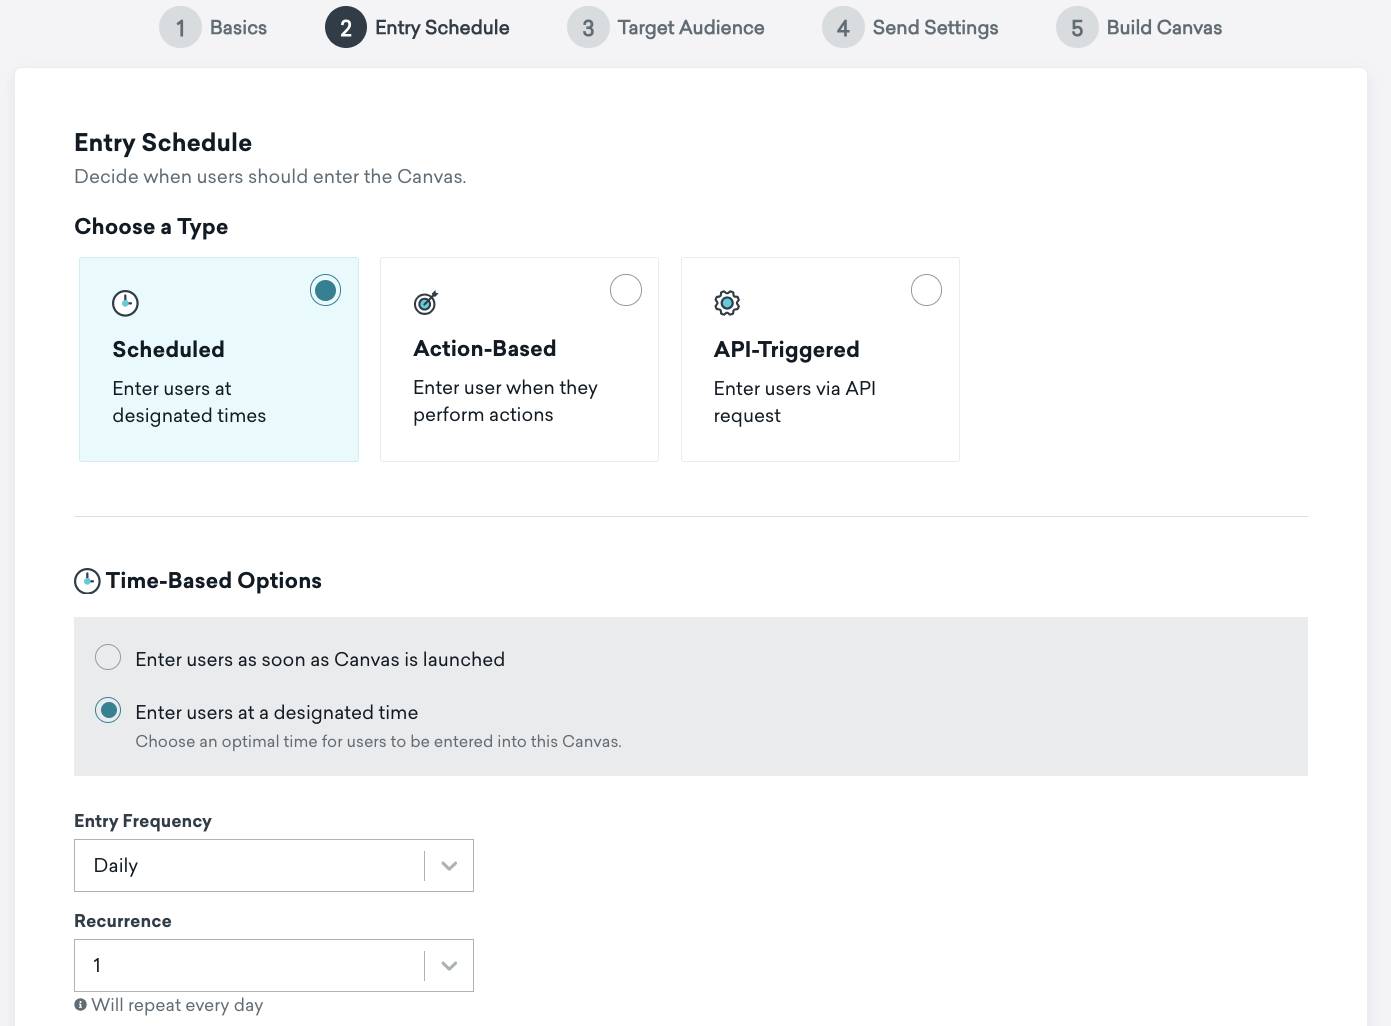 1 Basics 2 Entry Schedule 3 Target Audience 4 Send Settings 5 Build Canvas
Entry Schedule
Decide when users should enter the Canvas.
Choose a Type
Scheduled
Enter users at
designated times
Action-Based
Enter user when they
perform actions
API-Triggered
Enter users via API
request
Time-Based Options
Enter users as soon as Canvas is launched
Enter users at a designated time
Choose an optimal time for users to be entered into this Canvas.
Entry Frequency
Daily
Recurrence
1
Will repeat every day